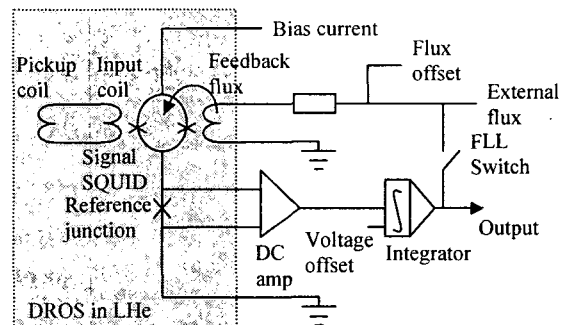 Bias current
Pickup coil
Input coil
Feedback flux
Flux offset
External flux
FLL Switch
Signal SQUID
Reference junction
DC amp
Voltage offset
Integrator
Output
DROS in LHe